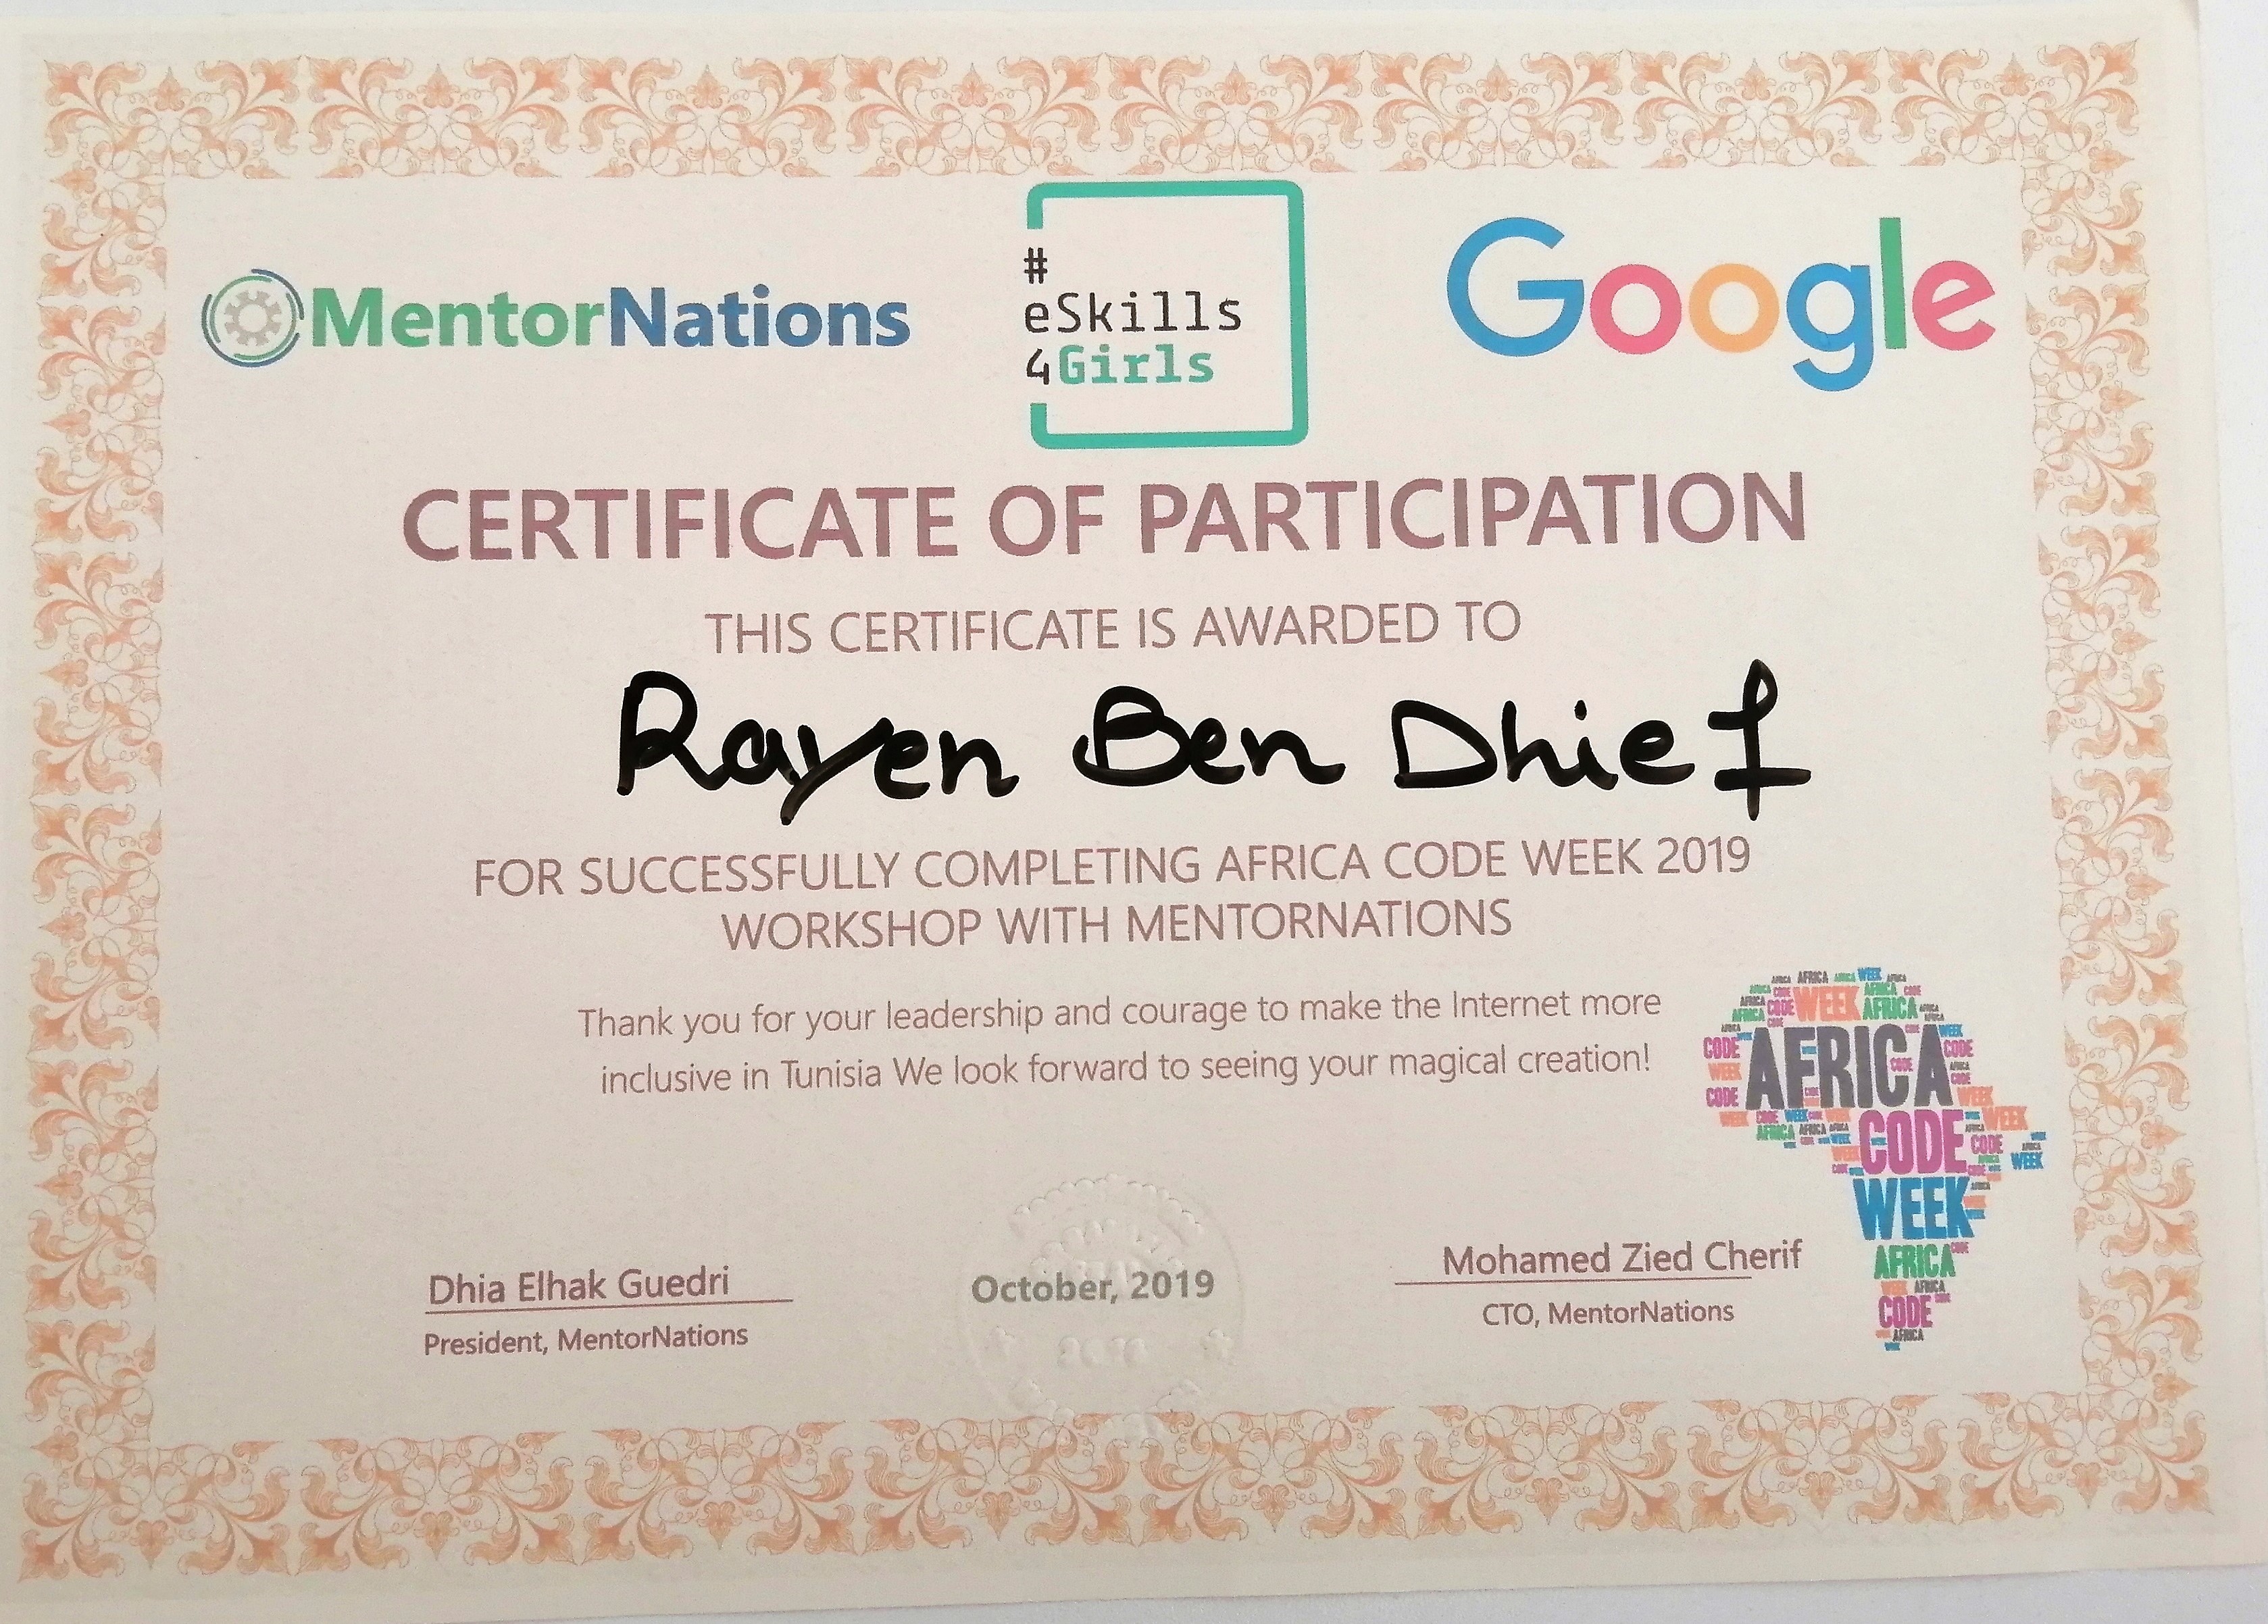 MentorNations
#
eSkills
4Girls
Google
CERTIFICATE OF PARTICIPATION
THIS CERTIFICATE IS AWARDED TO
Rayen Ben Dhief
FOR SUCCESSFULLY COMPLETING AFRICA CODE WEEK 2019
WORKSHOP WITH MENTORNATIONS
Thank you for your leadership and courage to make the Internet more
inclusive in Tunisia We look forward to seeing your magical creation!
AFRICA
CODE
WEEK
AFRICA
CODE
AFRICA
Dhia Elhak Guedri
President, MentorNations
October, 2019
Mohamed Zied Cherif
CTO, MentorNations